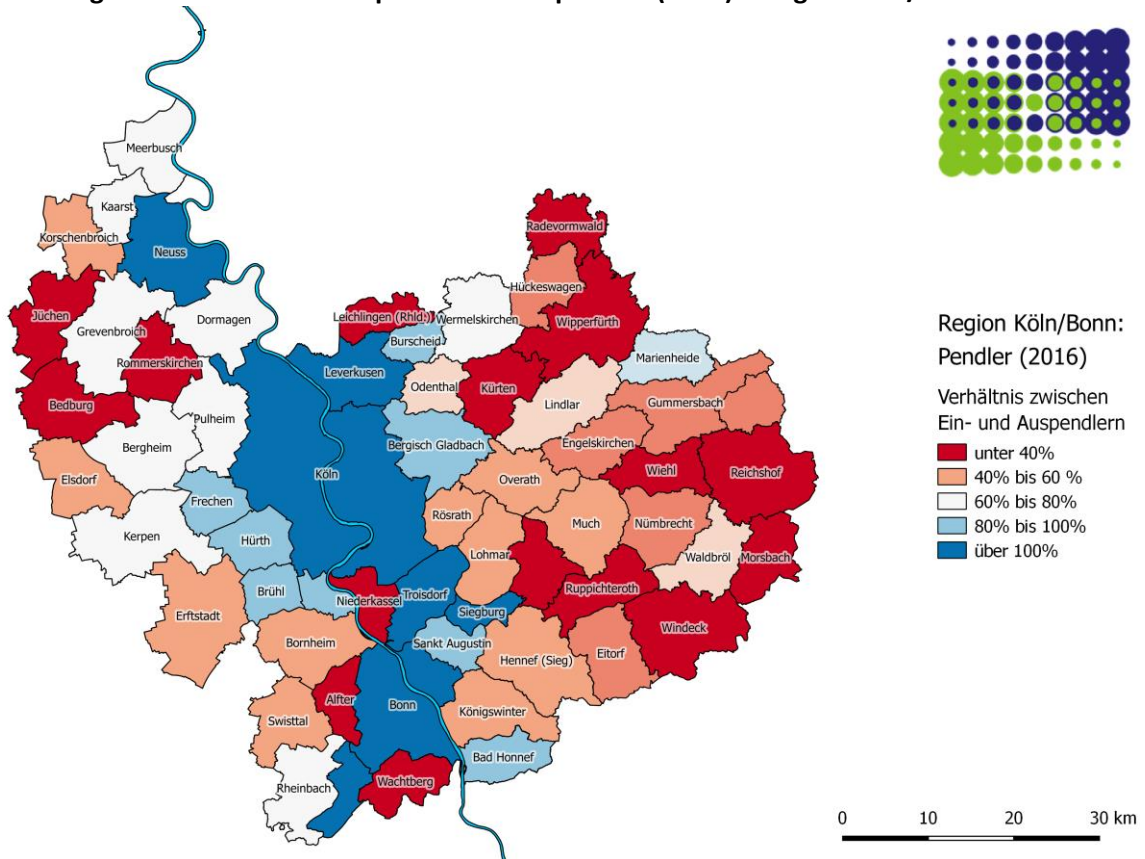 Meerbusch
Kaarst
Korschenbroich
Neuss
Radevormwald
Hückeswagen
Jüchen
Grevenbroich
Dormagen
Leichlingen (Rhld.)
Wermelskirchen
Wipperfürth
Burscheid
Rommerskirchen
Leverkusen
Marienheide
Odenthal
Kürten
Bedburg
Lindlar
Gummersbach
Pulheim
Bergheim
Bergisch Gladbach
Engelskirchen
Köln
Elsdorf
Overath
Wiehl
Reichshof
Frechen
Rösrath
Much
Nümbrecht
Kerpen
Hürth
Lohmar
Waldbröl
Morsbach
Brühl
Niederkassel
Troisdorf
Ruppichteroth
Erftstadt
Siegburg
Windeck
Bornheim
Sankt Augustin
Hennef (Sieg)
Eitorf
Alfter
Bonn
Königswinter
Swisttal
Bad Honnef
Rheinbach
Wachtberg
Region Köln/Bonn:
Pendler (2016)
Verhältnis zwischen
Ein- und Auspendlern
unter 40%
40% bis 60 %
60% bis 80%
80% bis 100%
über 100%
0 10 20 30 km